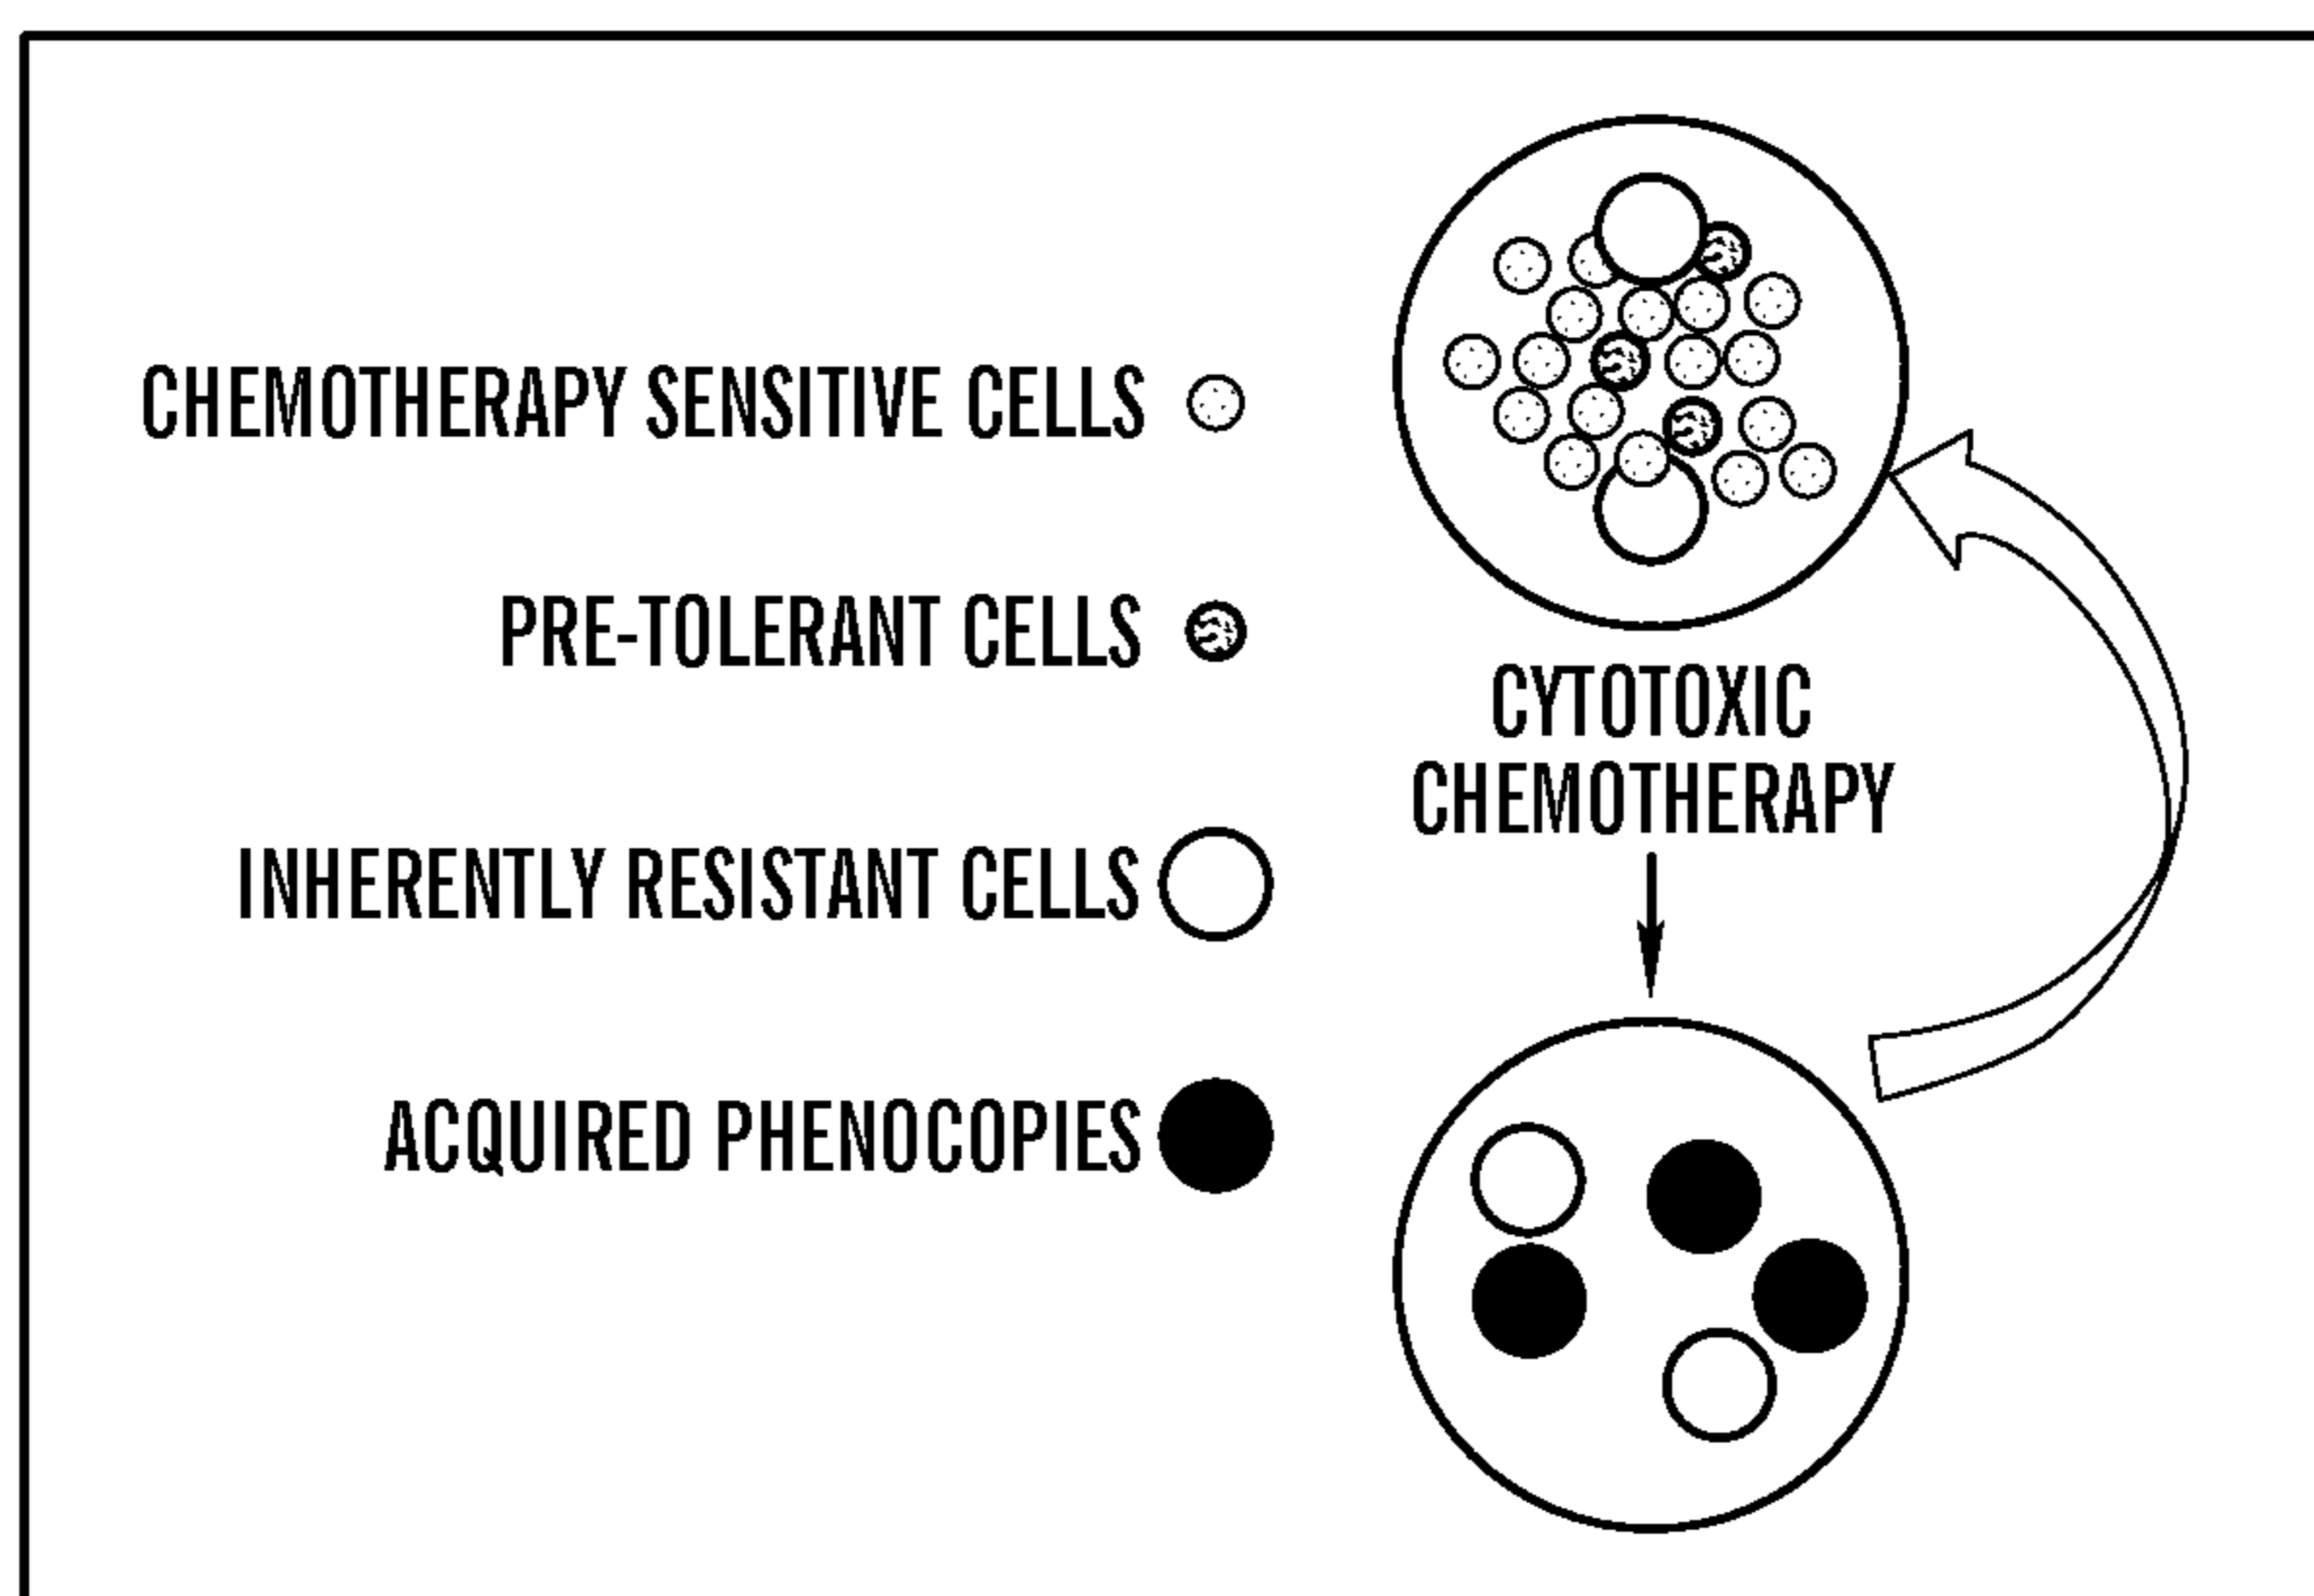 CHEMOTHERAPY SENSITIVE CELLS
PRE-TOLERANT CELLS
INHERENTLY RESISTANT CELLS
ACQUIRED PHENOCOPIES
CYTOTOXIC
CHEMOTHERAPY